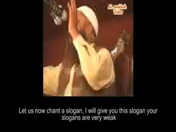 Let us now chant a slogan, I will give you this slogan your
slogans are very weak